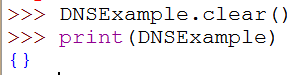 >>> DNSExample.clear()
>>> print(DNSExample)
{}